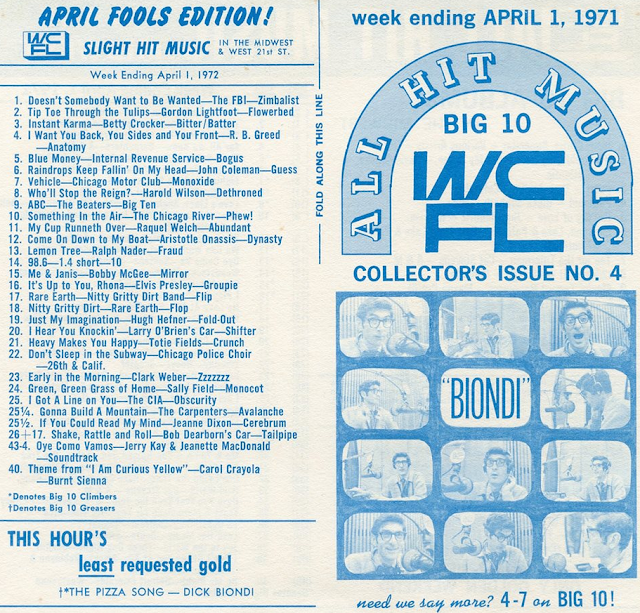 APRIL FOOLS EDITION!
WCFL
SLIGHT HIT MUSIC IN THE MIDWEST
& WEST 21st ST.
Week Ending April 1, 1972
1. Doesn't Somebody Want to Be Wanted—The FBI—Zimbalist
2. Tip Toe Through the Tulips—Gordon Lightfoot—Flowerbed
3. Instant Karma—Betty Crocker—Bitter/Batter
4. I Want You Back, You Sides and You Front—R. B. Greed
—Anatomy
5. Blue Money—Internal Revenue Service—Bogus
6. Raindrops Keep Fallin' On My Head—John Coleman—Guess
7. Vehicle—Chicago Motor Club—Monoxide
8. Who'll Stop the Reign?—Harold Wilson—Dethroned
9. ABC—The Beaters—Big Ten
10. Something In the Air—The Chicago River—Phew!
11. My Cup Runneth Over—Raquel Welch—Abundant
12. Come On Down to My Boat—Aristotle Onassis—Dynasty
13. Lemon Tree—Ralph Nader—Fraud
14. 98.6—1.4 short—10
15. Me & Janis—Bobby McGee—Mirror
16. It's Up to You, Rhona—Elvis Presley—Groupie
17. Rare Earth—Nitty Gritty Dirt Band—Flip
18. Nitty Gritty Dirt—Rare Earth—Flop
19. Just My Imagination—Hugh Hefner—Fold-Out
20. I Hear You Knockin'—Larry O'Brien's Car—Shifter
21. Heavy Makes You Happy—Totie Fields—Crunch
22. Don't Sleep in the Subway—Chicago Police Choir
—26th & Calif.
23. Early in the Morning—Clark Weber—Zzzzzzz
24. Green, Green Grass of Home—Sally Field—Monocot
25. I Got A Line on You—The CIA—Obscurity
25¼. Gonna Build A Mountain—The Carpenters—Avalanche
25½. If You Could Read My Mind—Jeanne Dixon—Cerebrum
26+17. Shake, Rattle and Roll—Bob Dearborn's Car—Tailpipe
43-4. Oye Como Vamos—Jerry Kay & Jeanette MacDonald
—Soundtrack
40. Theme from "I Am Curious Yellow"—Carol Crayola
—Burnt Sienna
*Denotes Big 10 Climbers
†Denotes Big 10 Greasers
THIS HOUR'S
least requested gold
†*THE PIZZA SONG — DICK BIONDI
FOLD ALONG THIS LINE
week ending APRIL 1, 1971
ALL HIT MUSIC
BIG 10
WCFL
COLLECTOR'S ISSUE NO. 4
"BIONDI"
need we say more? 4-7 on BIG 10!